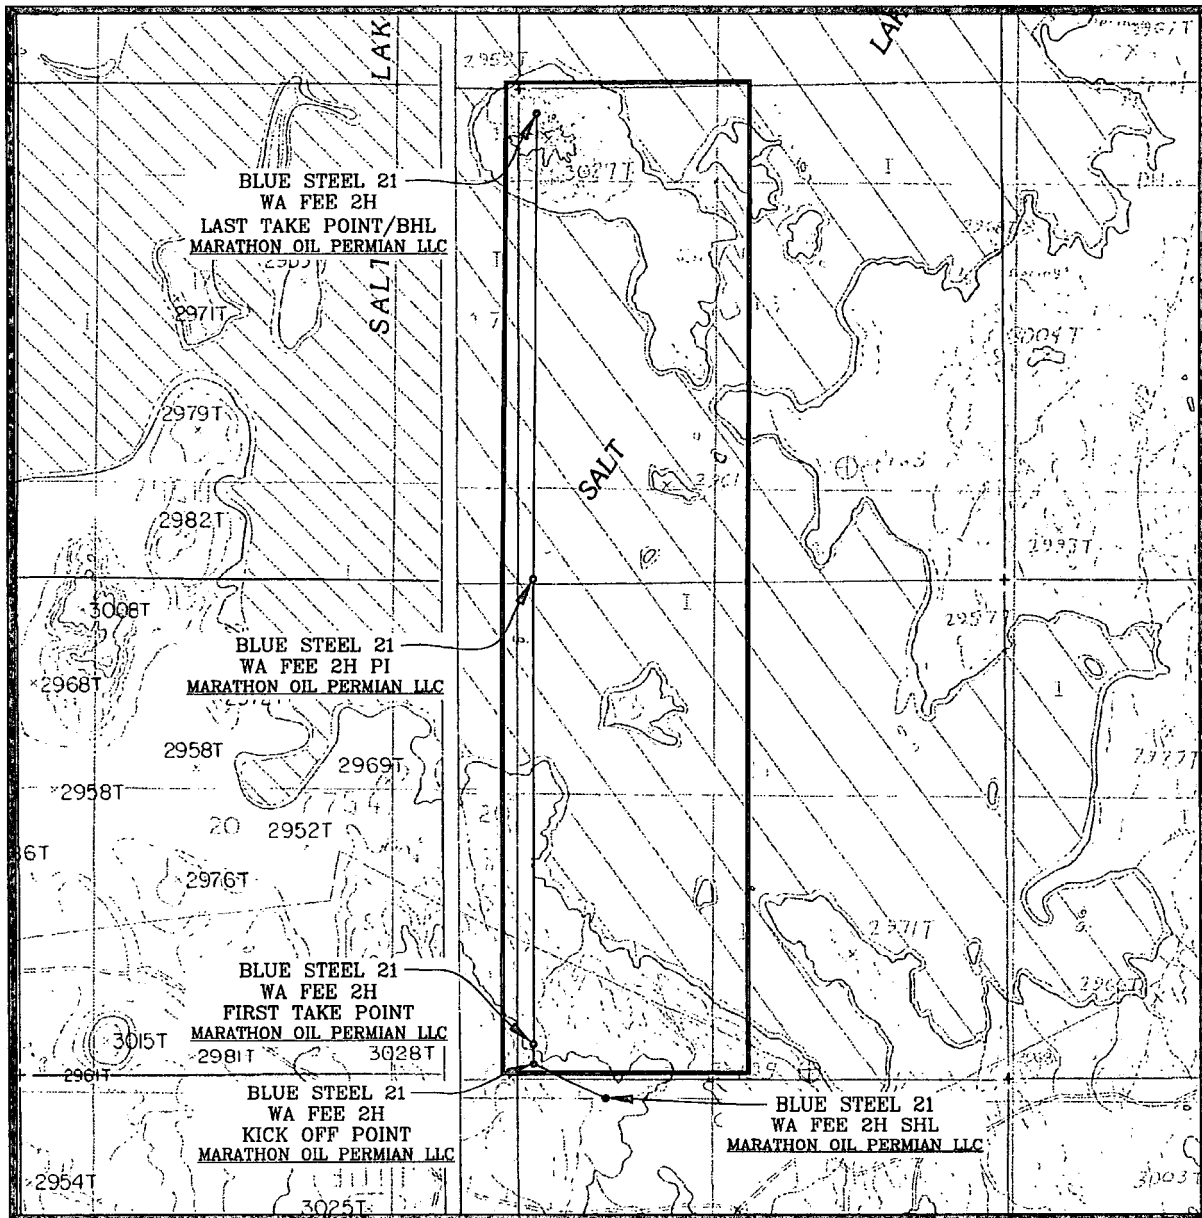 LAK
SALT
LAK
2967T
BLUE STEEL 21
WA FEE 2H
LAST TAKE POINT/BHL
MARATHON OIL PERMIAN LLC
3027T
2971T
3004T
2979T
SALT
2982T
2993T
3008T
2957T
BLUE STEEL 21
WA FEE 2H PI
MARATHON OIL PERMIAN LLC
2968T
2958T
2969T
2958T
20
2952T
36T
2976T
2971T
BLUE STEEL 21
WA FEE 2H
FIRST TAKE POINT
MARATHON OIL PERMIAN LLC
3015T
2981T
3028T
2961T
BLUE STEEL 21
WA FEE 2H
KICK OFF POINT
MARATHON OIL PERMIAN LLC
BLUE STEEL 21
WA FEE 2H SHL
MARATHON OIL PERMIAN LLC
2954T
3025T
3003